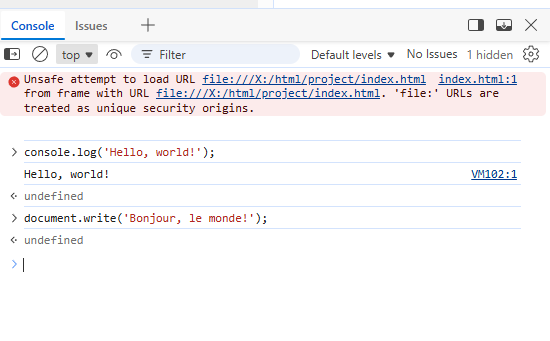 Console Issues
top Filter Default levels No Issues 1 hidden
Unsafe attempt to load URL file:///X:/html/project/index.html index.html:1
from frame with URL file:///X:/html/project/index.html. 'file:' URLs are
treated as unique security origins.
> console.log('Hello, world!');
Hello, world! VM102:1
undefined
> document.write('Bonjour, le monde!');
undefined
>